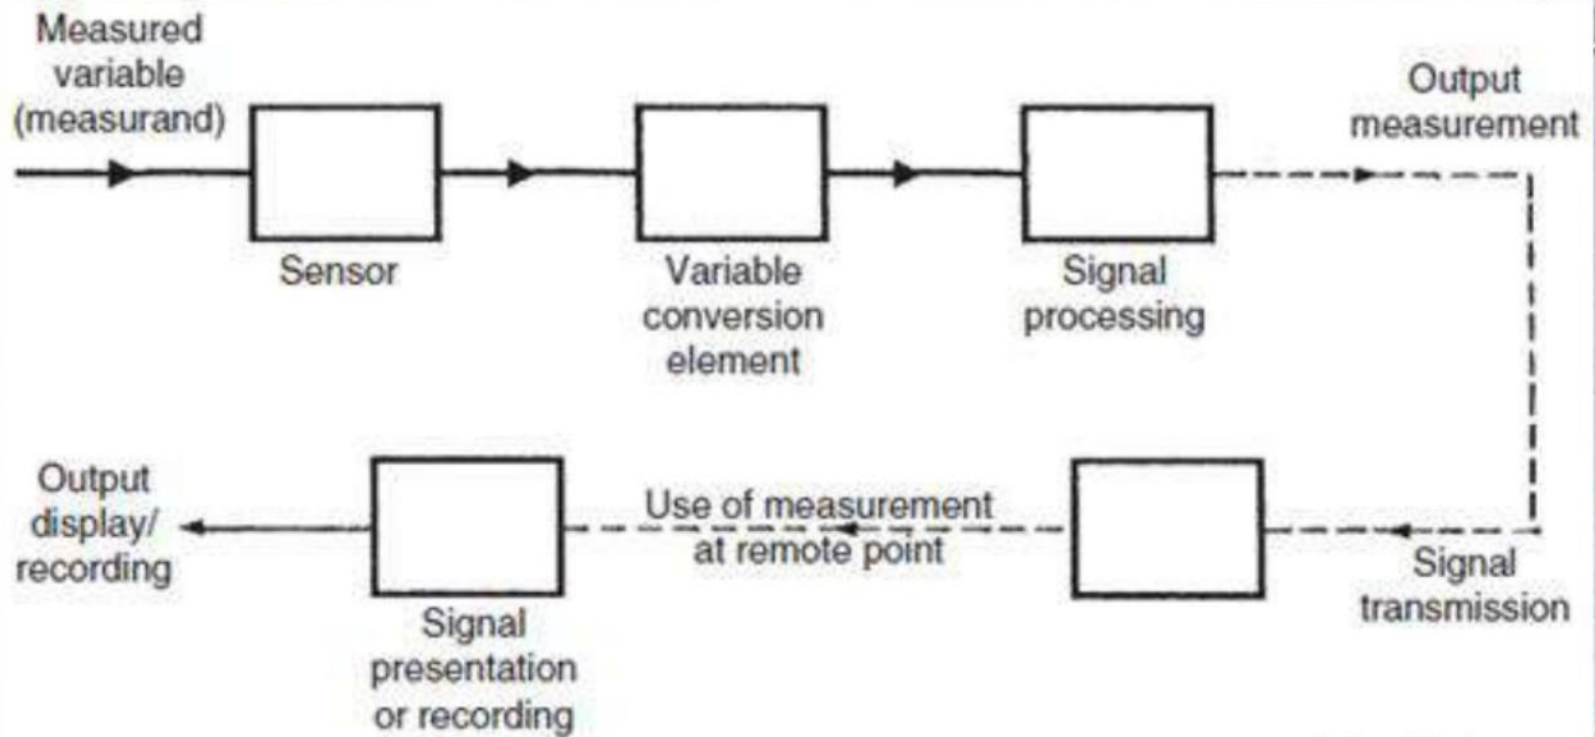 Measured
variable
(measurand)
Output
measurement
Sensor
Variable
conversion
element
Signal
processing
Output
display/
recording
Use of measurement
at remote point
Signal
transmission
Signal
presentation
or recording